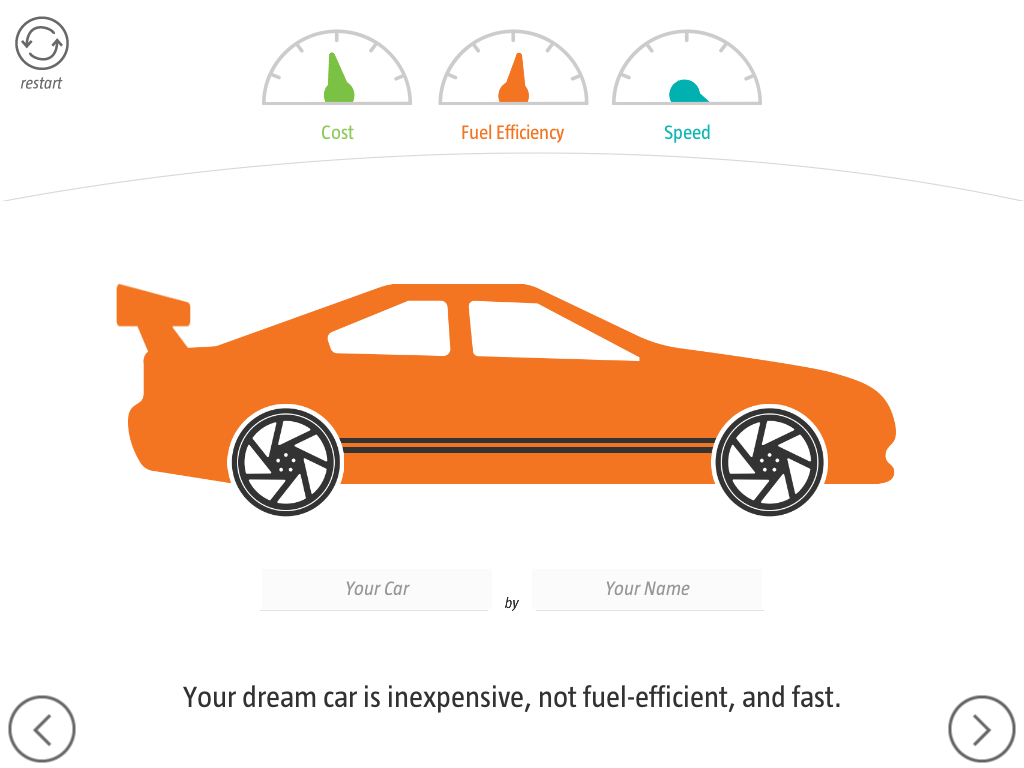 restart
Cost
Fuel Efficiency
Speed
Your Car
by
Your Name
Your dream car is inexpensive, not fuel-efficient, and fast.